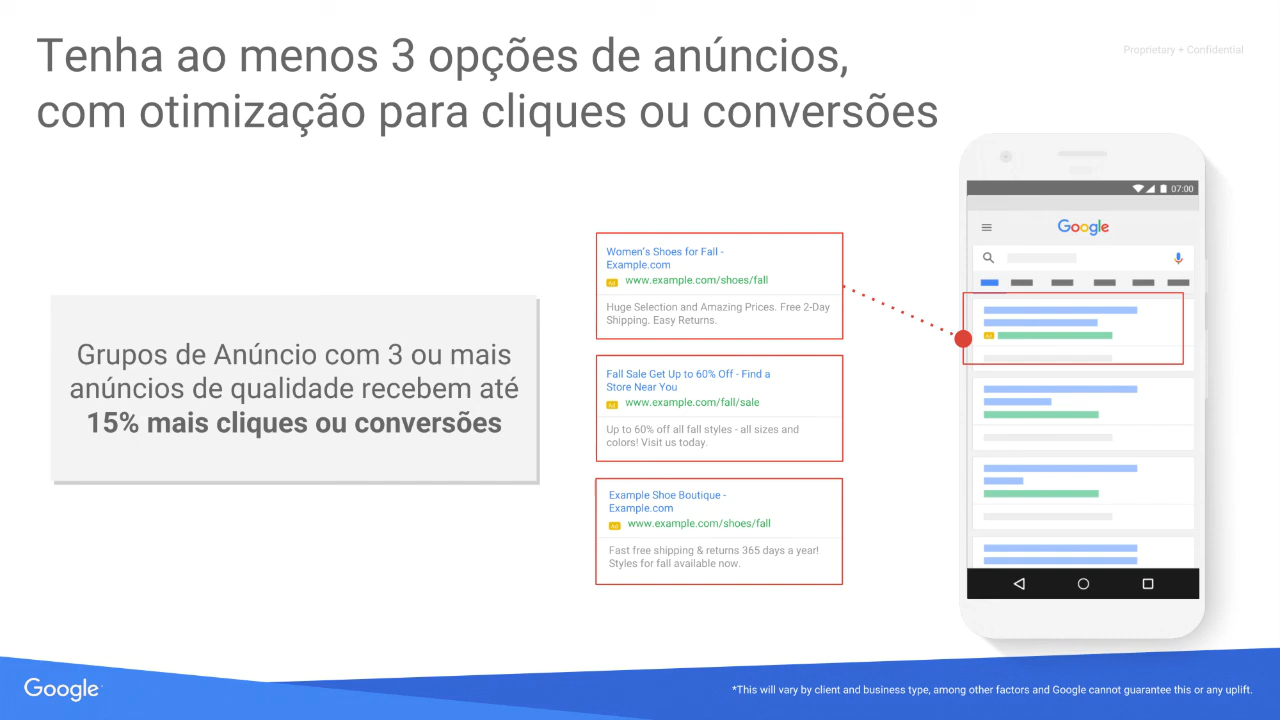 Tenha ao menos 3 opções de anúncios,
com otimização para cliques ou conversões
Proprietary + Confidential
Grupos de Anúncio com 3 ou mais
anúncios de qualidade recebem até
15% mais cliques ou conversões
Women's Shoes for Fall -
Example.com
Ad www.example.com/shoes/fall
Huge Selection and Amazing Prices. Free 2-Day
Shipping. Easy Returns.
Fall Sale Get Up to 60% Off - Find a
Store Near You
Ad www.example.com/fall/sale
Up to 60% off all fall styles - all sizes and
colors! Visit us today.
Example Shoe Boutique -
Example.com
Ad www.example.com/shoes/fall
Fast free shipping & returns 365 days a year!
Styles for fall available now.
07:00
Google
Ad
Google
*This will vary by client and business type, among other factors and Google cannot guarantee this or any uplift.